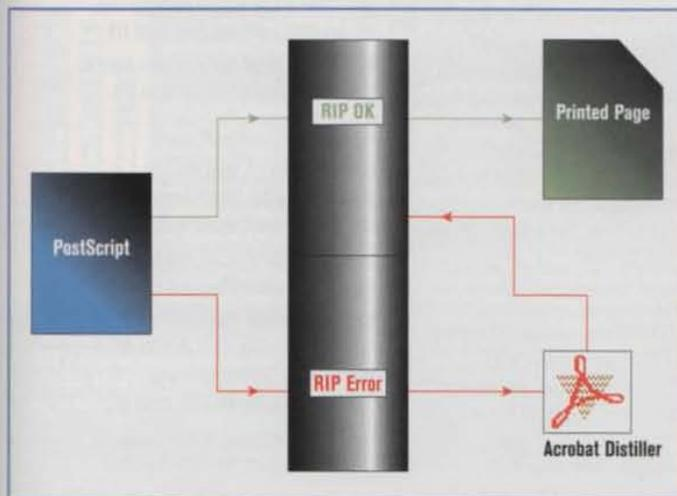 RIP OK
Printed Page
PostScript
RIP Error
Acrobat Distiller